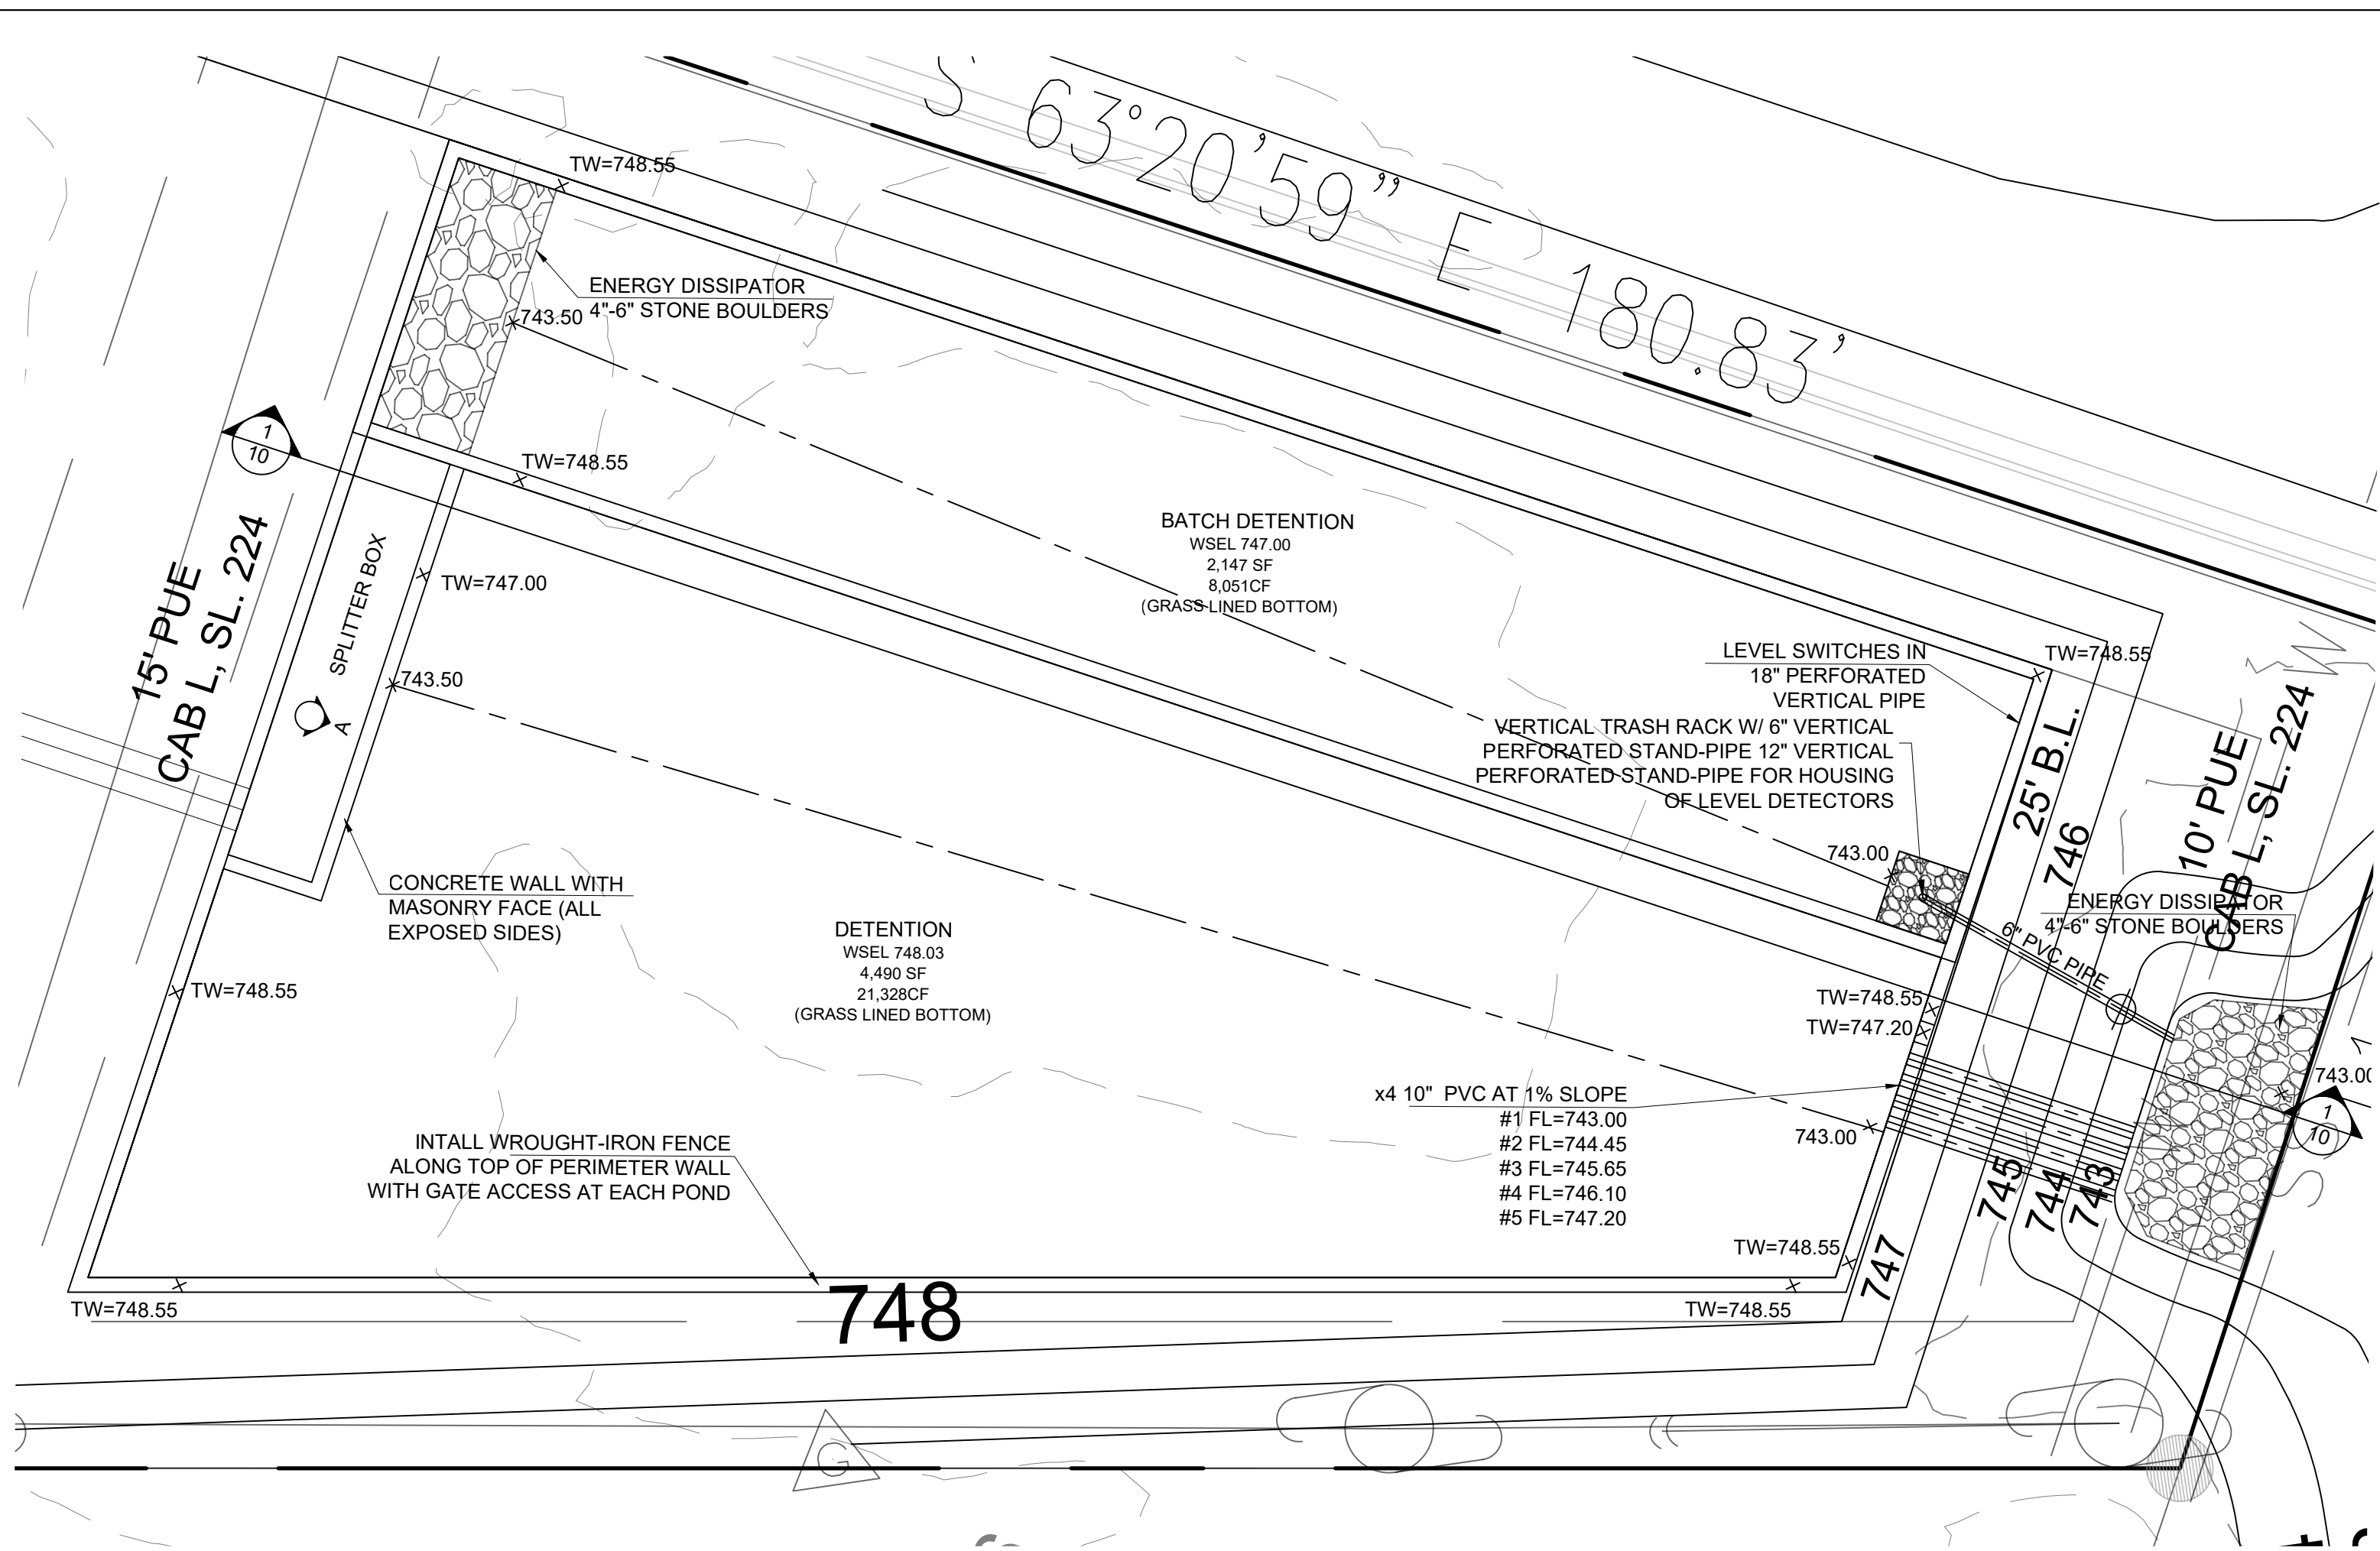 S 63°20'59" E 180.83'
TW=748.55
ENERGY DISSIPATOR
4"-6" STONE BOULDERS
743.50
1
10
TW=748.55
15' PUE
CAB L, SL. 224
SPLITTER BOX
A
TW=747.00
743.50
BATCH DETENTION
WSEL 747.00
2,147 SF
8,051CF
(GRASS LINED BOTTOM)
LEVEL SWITCHES IN
18" PERFORATED
VERTICAL PIPE
TW=748.55
VERTICAL TRASH RACK W/ 6" VERTICAL
PERFORATED STAND-PIPE 12" VERTICAL
PERFORATED STAND-PIPE FOR HOUSING
OF LEVEL DETECTORS
25' B.L.
746
10' PUE
CAB L, SL. 224
W
743.00
ENERGY DISSIPATOR
4"-6" STONE BOULDERS
6" PVC PIPE
CONCRETE WALL WITH
MASONRY FACE (ALL
EXPOSED SIDES)
DETENTION
WSEL 748.03
4,490 SF
21,328CF
(GRASS LINED BOTTOM)
TW=748.55
TW=748.55
TW=747.20
x4 10" PVC AT 1% SLOPE
#1 FL=743.00
#2 FL=744.45
#3 FL=745.65
#4 FL=746.10
#5 FL=747.20
743.00
743.00
1
10
S 1
INTALL WROUGHT-IRON FENCE
ALONG TOP OF PERIMETER WALL
WITH GATE ACCESS AT EACH POND
745
744
743
747
TW=748.55
TW=748.55
748
TW=748.55
G